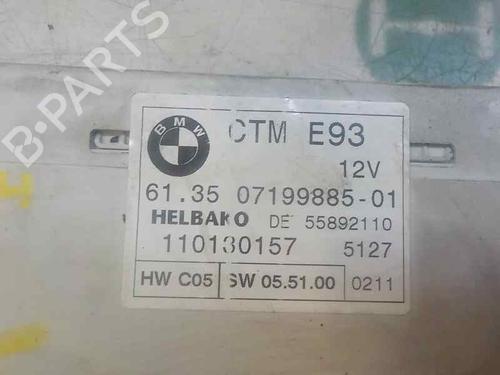 B-PARTS
BMW
CTM E93
12V
61.35 07199885-01
HELBAKO DE 55892110
110130157 5127
HW C05 SW 05.51.00 0211